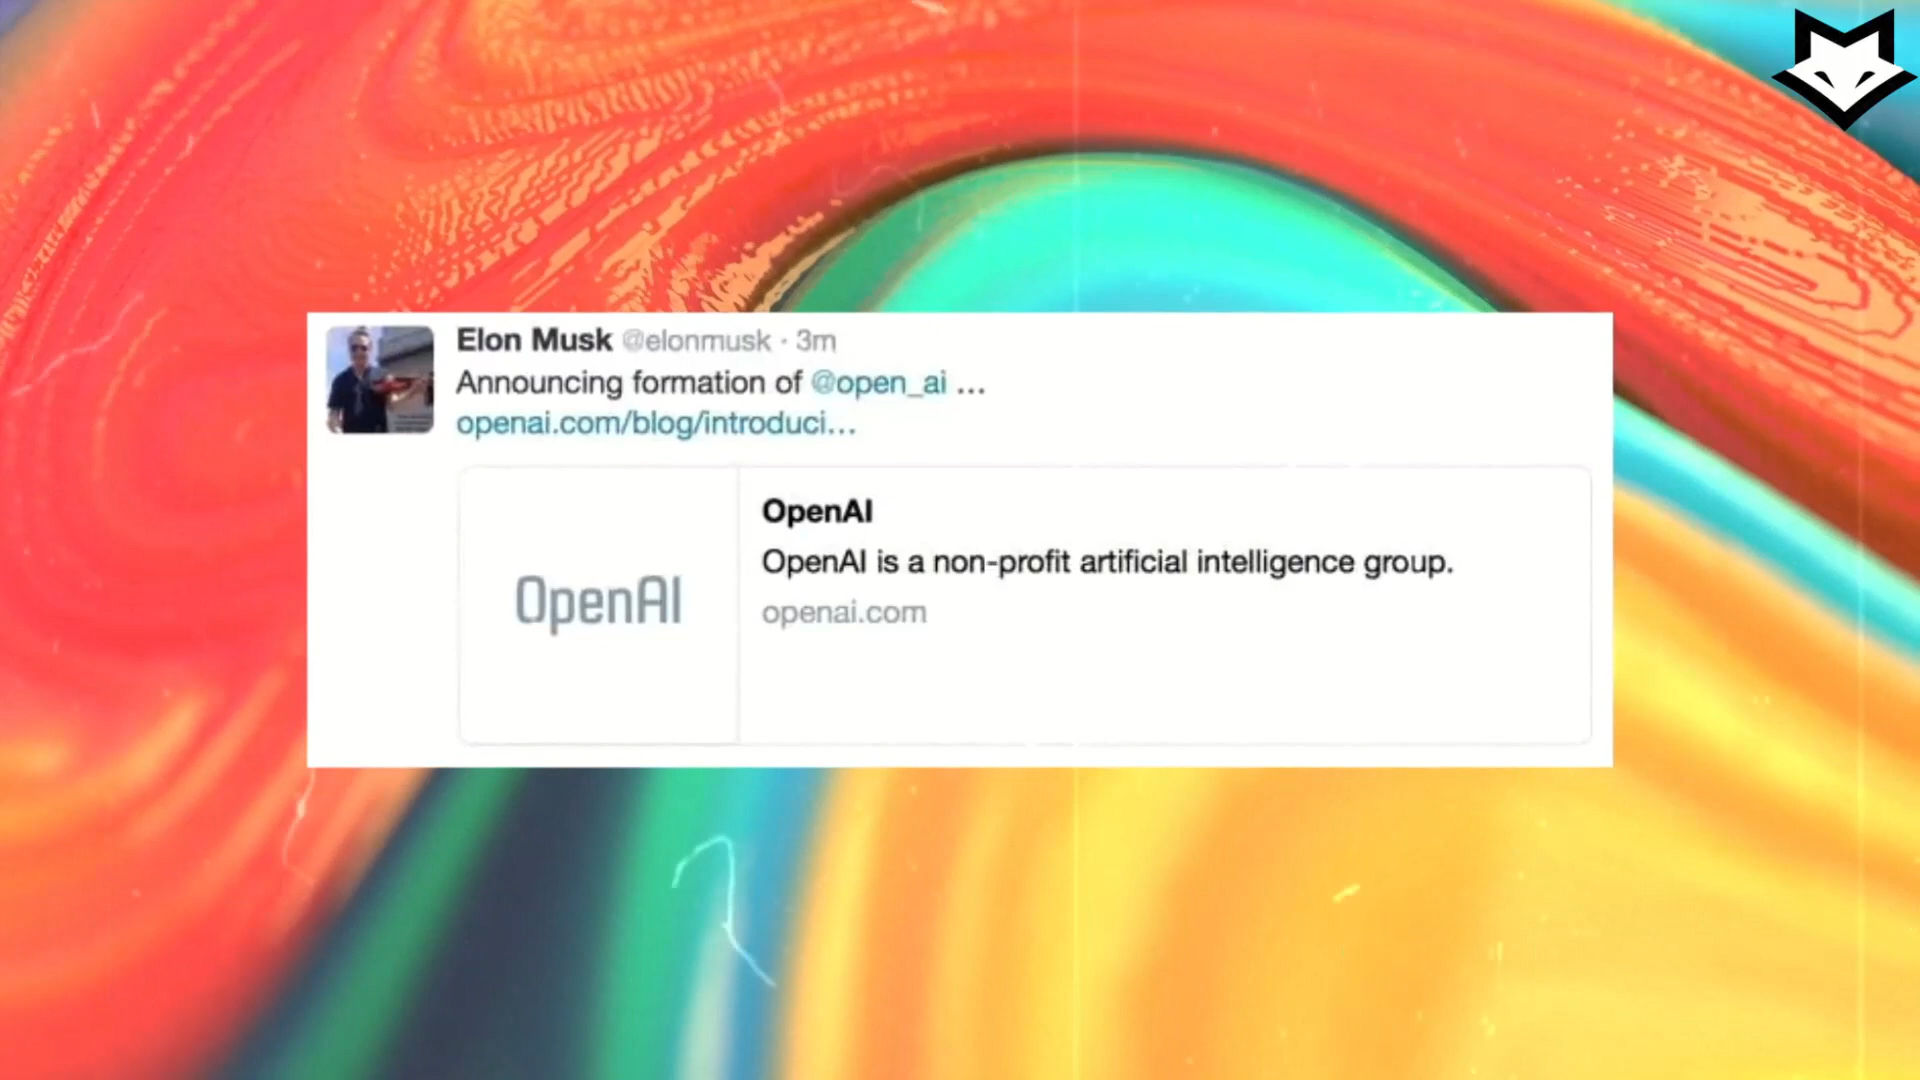 Elon Musk @elonmusk · 3m
Announcing formation of @open_ai ...
openai.com/blog/introduci...
OpenAI
OpenAI
OpenAI is a non-profit artificial intelligence group.
openai.com